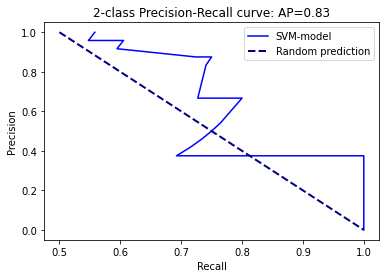 2-class Precision-Recall curve: AP=0.83
SVM-model
Random prediction
Precision
1.0
0.8
0.6
0.4
0.2
0.0
0.5 0.6 0.7 0.8 0.9 1.0
Recall